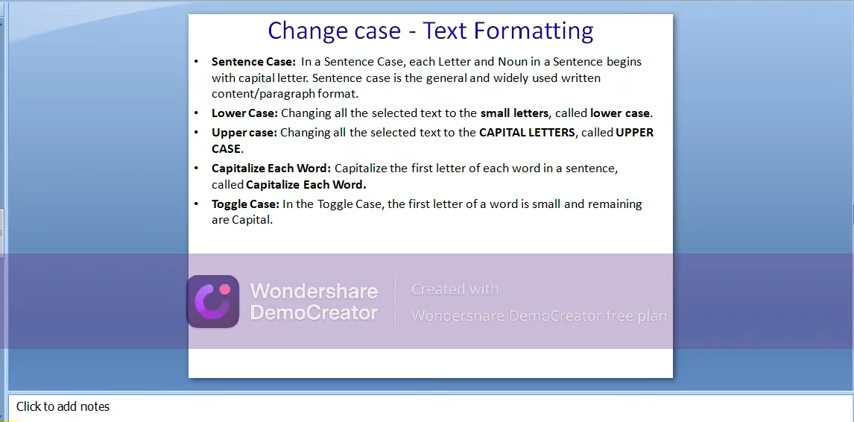 Change case - Text Formatting
• Sentence Case: In a Sentence Case, each Letter and Noun in a Sentence begins
with capital letter. Sentence case is the general and widely used written
content/paragraph format.
• Lower Case: Changing all the selected text to the small letters, called lower case.
• Upper case: Changing all the selected text to the CAPITAL LETTERS, called UPPER
CASE.
• Capitalize Each Word: Capitalize the first letter of each word in a sentence,
called Capitalize Each Word.
• Toggle Case: In the Toggle Case, the first letter of a word is small and remaining
are Capital.
Wondershare
DemoCreator
Created with
Wondershare DemoCreator free plan
Click to add notes